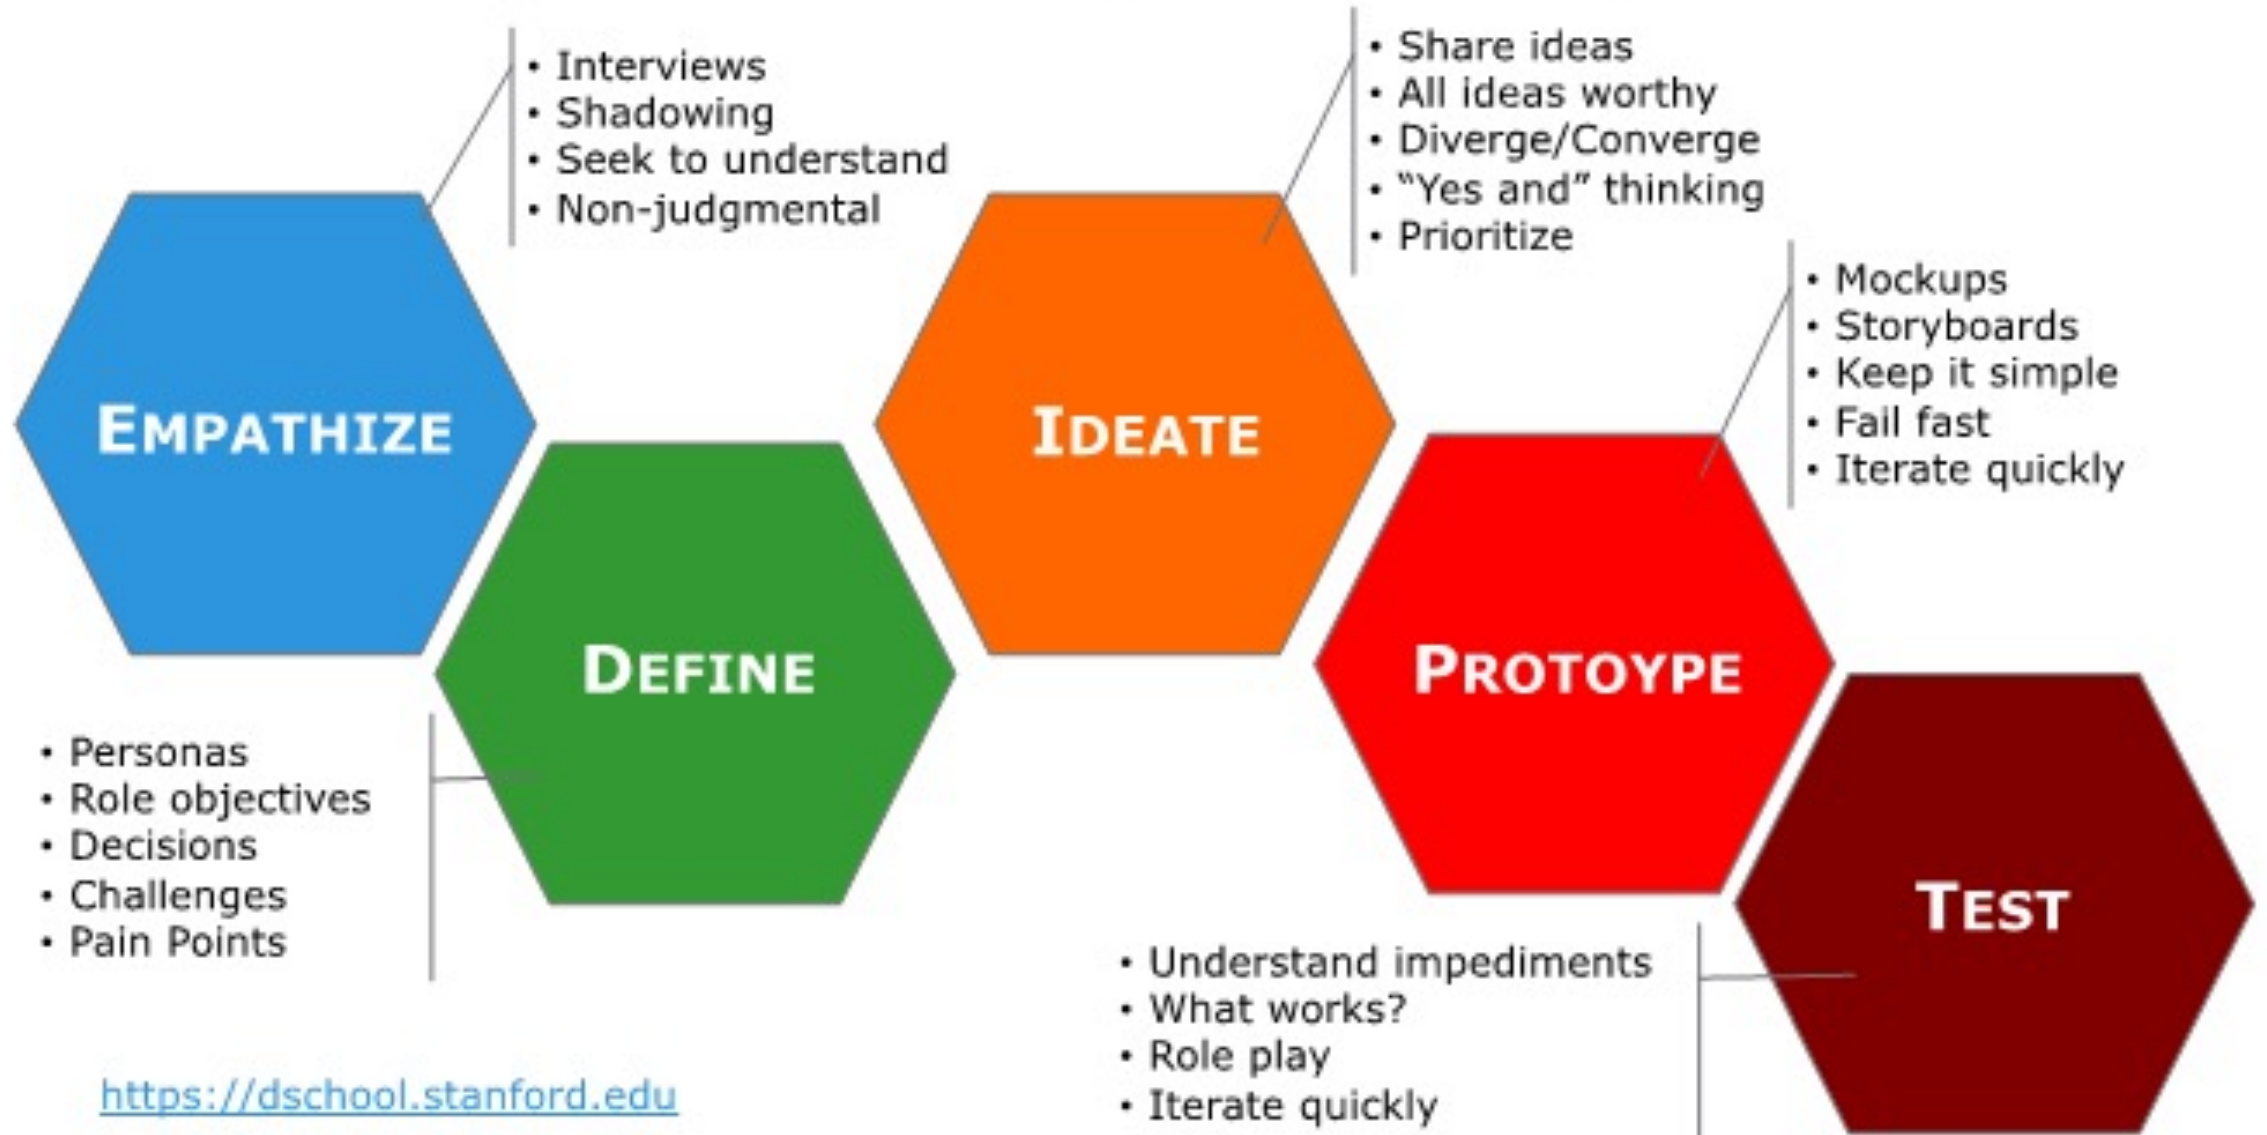 • Interviews
• Shadowing
• Seek to understand
• Non-judgmental
EMPATHIZE
• Personas
• Role objectives
• Decisions
• Challenges
• Pain Points
DEFINE
• Share ideas
• All ideas worthy
• Diverge/Converge
• “Yes and” thinking
• Prioritize
IDEATE
• Mockups
• Storyboards
• Keep it simple
• Fail fast
• Iterate quickly
PROTOYPE
• Understand impediments
• What works?
• Role play
• Iterate quickly
TEST
https://dschool.stanford.edu